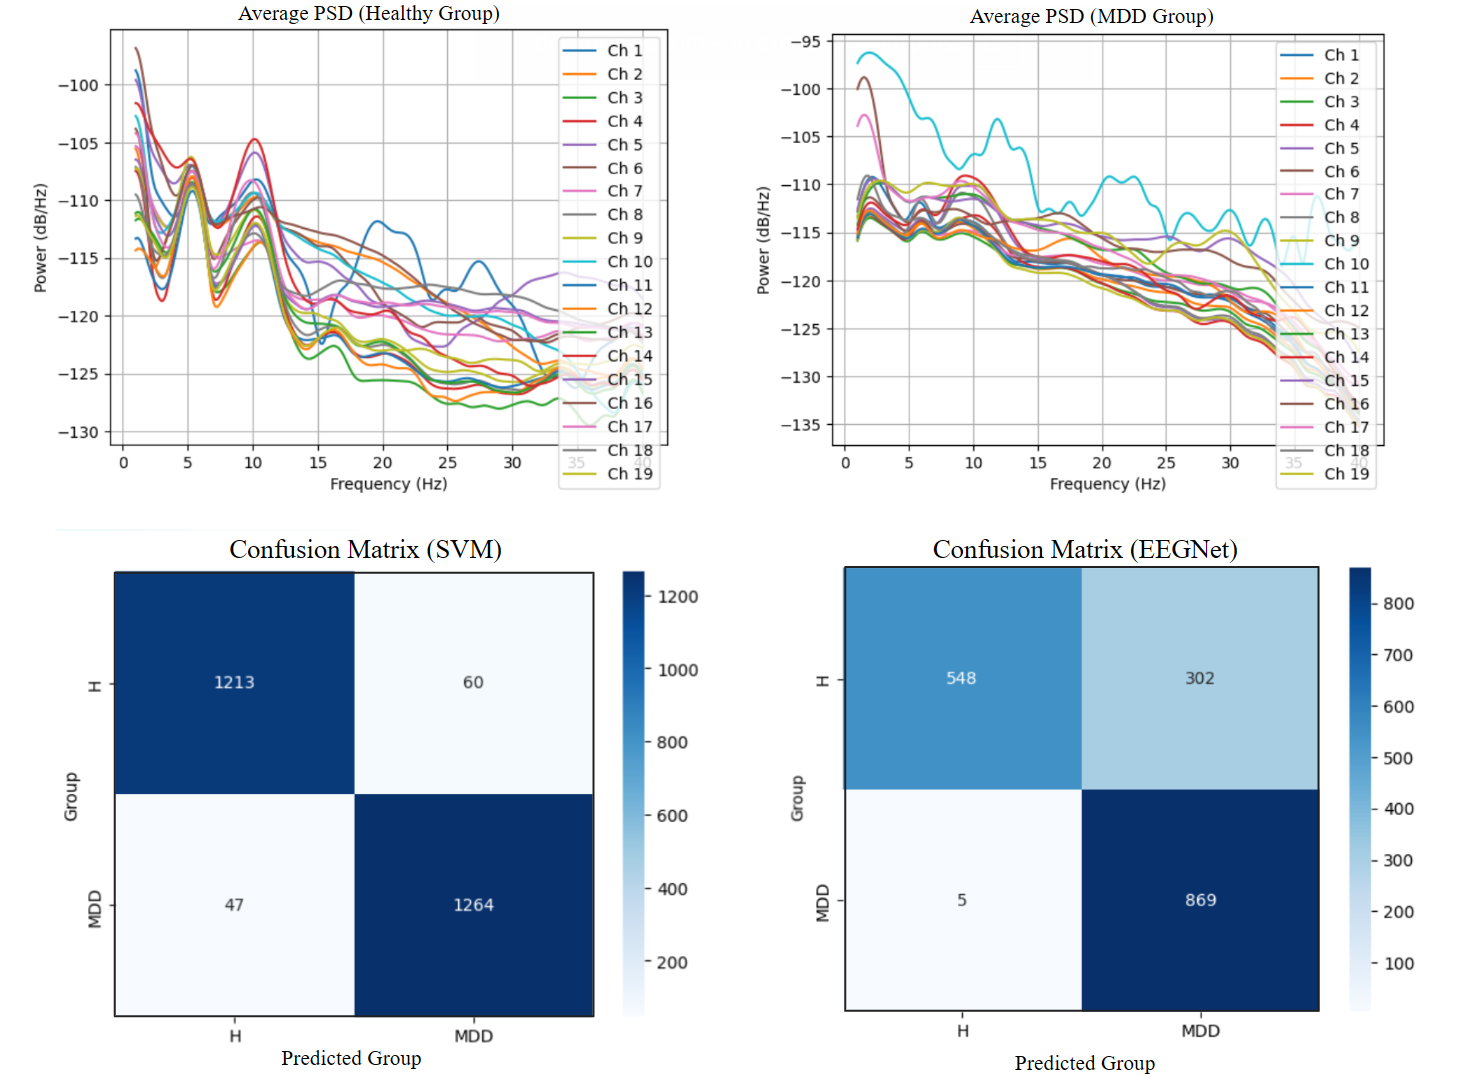 Average PSD (Healthy Group)
Power (dB/Hz)
−100
−105
−110
−115
−120
−125
−130
0 5 10 15 20 25 30 35 40
Frequency (Hz)
Ch 1
Ch 2
Ch 3
Ch 4
Ch 5
Ch 6
Ch 7
Ch 8
Ch 9
Ch 10
Ch 11
Ch 12
Ch 13
Ch 14
Ch 15
Ch 16
Ch 17
Ch 18
Ch 19
Average PSD (MDD Group)
Power (dB/Hz)
−95
−100
−105
−110
−115
−120
−125
−130
−135
0 5 10 15 20 25 30 35 40
Frequency (Hz)
Ch 1
Ch 2
Ch 3
Ch 4
Ch 5
Ch 6
Ch 7
Ch 8
Ch 9
Ch 10
Ch 11
Ch 12
Ch 13
Ch 14
Ch 15
Ch 16
Ch 17
Ch 18
Ch 19
Confusion Matrix (SVM)
Group
H
MDD
1213 60
47 1264
H MDD
Predicted Group
1200
1000
800
600
400
200
Confusion Matrix (EEGNet)
Group
H
MDD
548 302
5 869
H MDD
Predicted Group
800
700
600
500
400
300
200
100